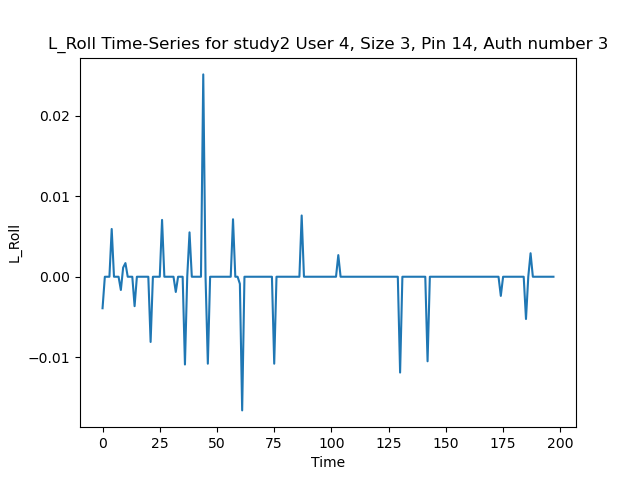 L_Roll Time-Series for study2 User 4, Size 3, Pin 14, Auth number 3
0.02
0.01
0.00
−0.01
L_Roll
0 25 50 75 100 125 150 175 200
Time